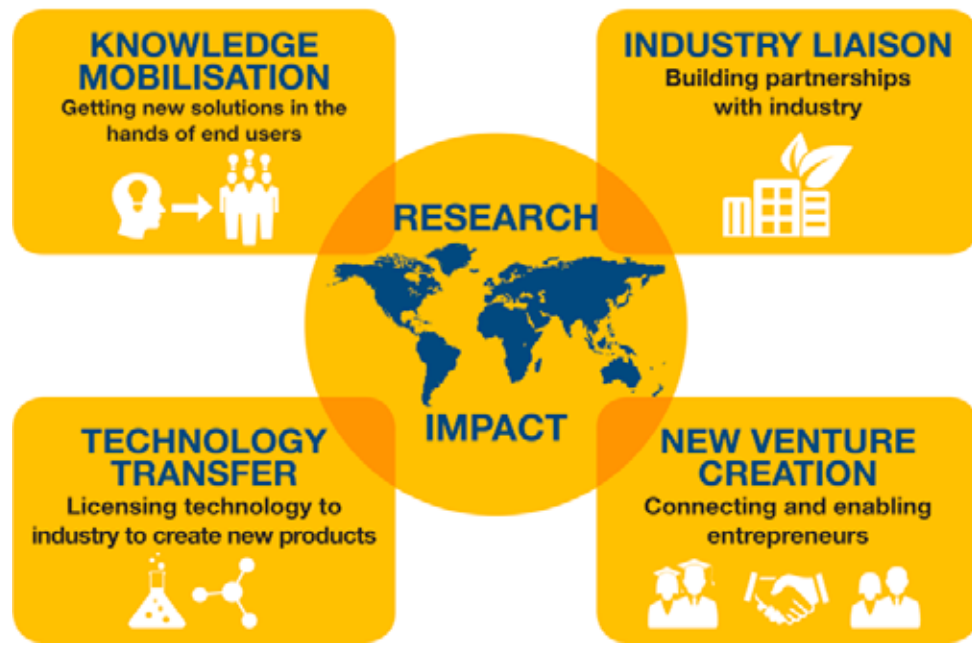 KNOWLEDGE
MOBILISATION
Getting new solutions in the
hands of end users
INDUSTRY LIAISON
Building partnerships
with industry
RESEARCH
IMPACT
TECHNOLOGY
TRANSFER
Licensing technology to
industry to create new products
NEW VENTURE
CREATION
Connecting and enabling
entrepreneurs